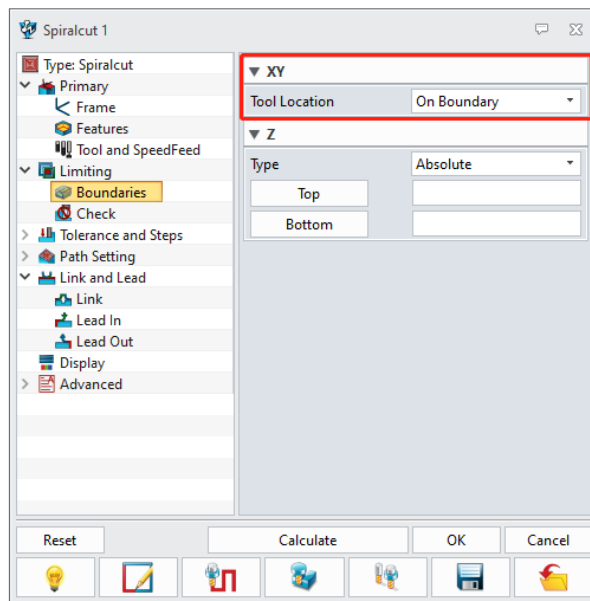 Spiralcut 1
Type: Spiralcut
Primary
Frame
Features
Tool and SpeedFeed
Limiting
Boundaries
Check
Tolerance and Steps
Path Setting
Link and Lead
Link
Lead In
Lead Out
Display
Advanced
XY
Tool Location On Boundary
Z
Type Absolute
Top
Bottom
Reset Calculate OK Cancel